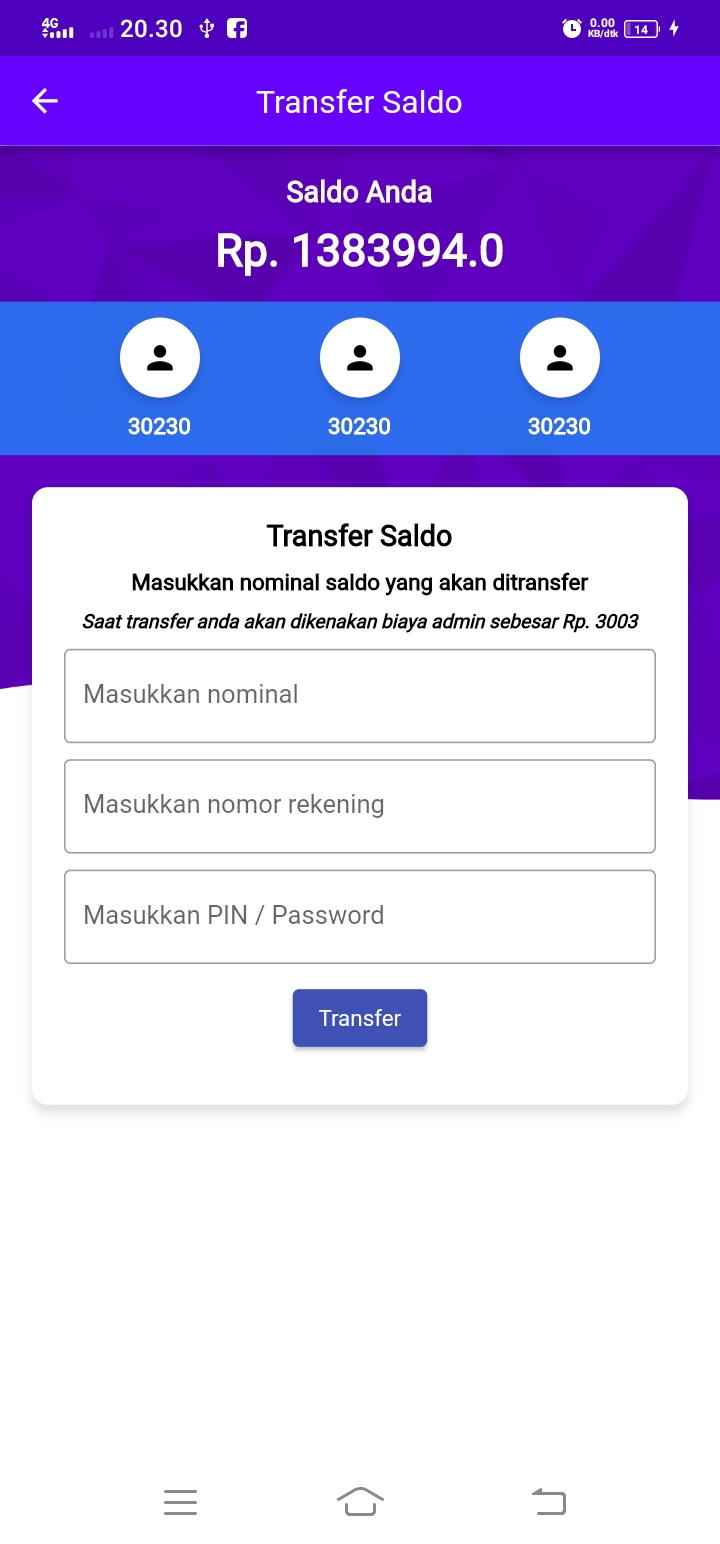 4G 20.30 0.00 KB/dtk 14
Transfer Saldo
Saldo Anda
Rp. 1383994.0
30230 30230 30230
Transfer Saldo
Masukkan nominal saldo yang akan ditransfer
Saat transfer anda akan dikenakan biaya admin sebesar Rp. 3003
Masukkan nominal
Masukkan nomor rekening
Masukkan PIN / Password
Transfer